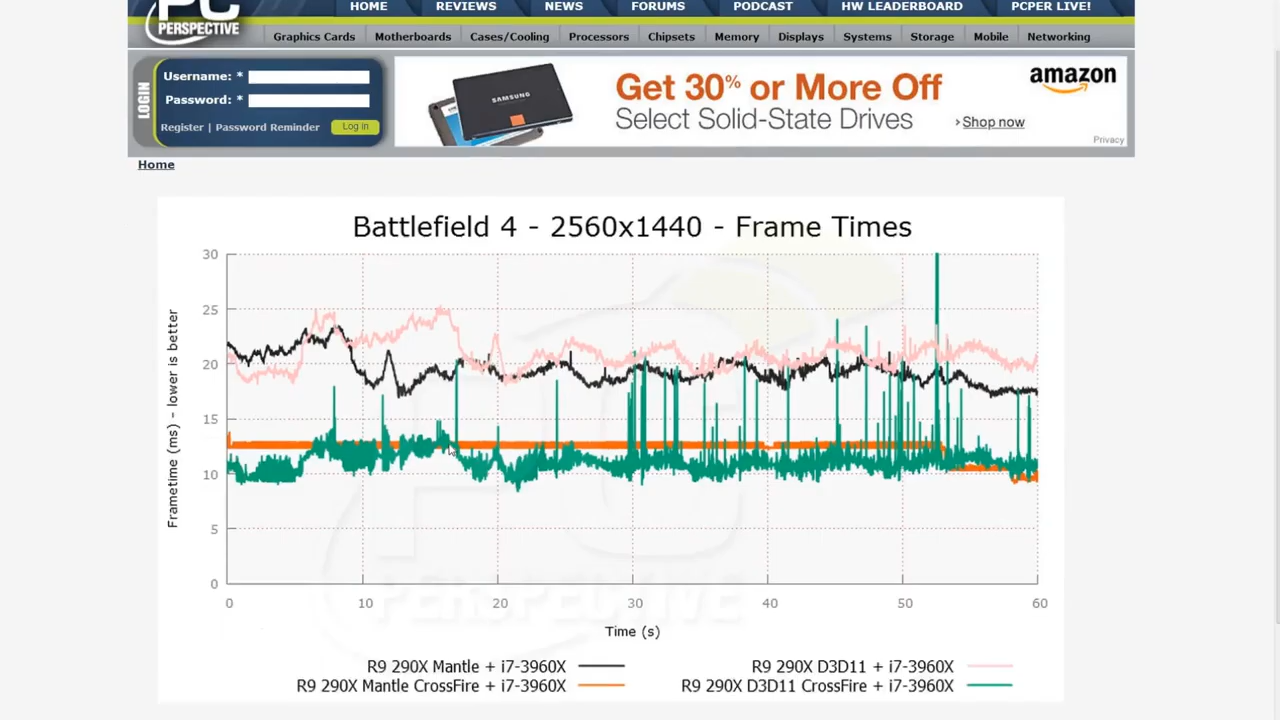 PC
PERSPECTIVE
HOME REVIEWS NEWS FORUMS PODCAST HW LEADERBOARD PCPER LIVE!
Graphics Cards Motherboards Cases/Cooling Processors Chipsets Memory Displays Systems Storage Mobile Networking
LOGIN
Username: *
Password: *
Register | Password Reminder Log in
SAMSUNG
Get 30% or More Off
Select Solid-State Drives
›Shop now
amazon
Privacy
Home
Battlefield 4 - 2560x1440 - Frame Times
Frametime (ms) - lower is better
30
25
20
15
10
5
0
0 10 20 30 40 50 60
Time (s)
PC
PERSPECTIVE
R9 290X Mantle + i7-3960X
R9 290X D3D11 + i7-3960X
R9 290X Mantle CrossFire + i7-3960X
R9 290X D3D11 CrossFire + i7-3960X